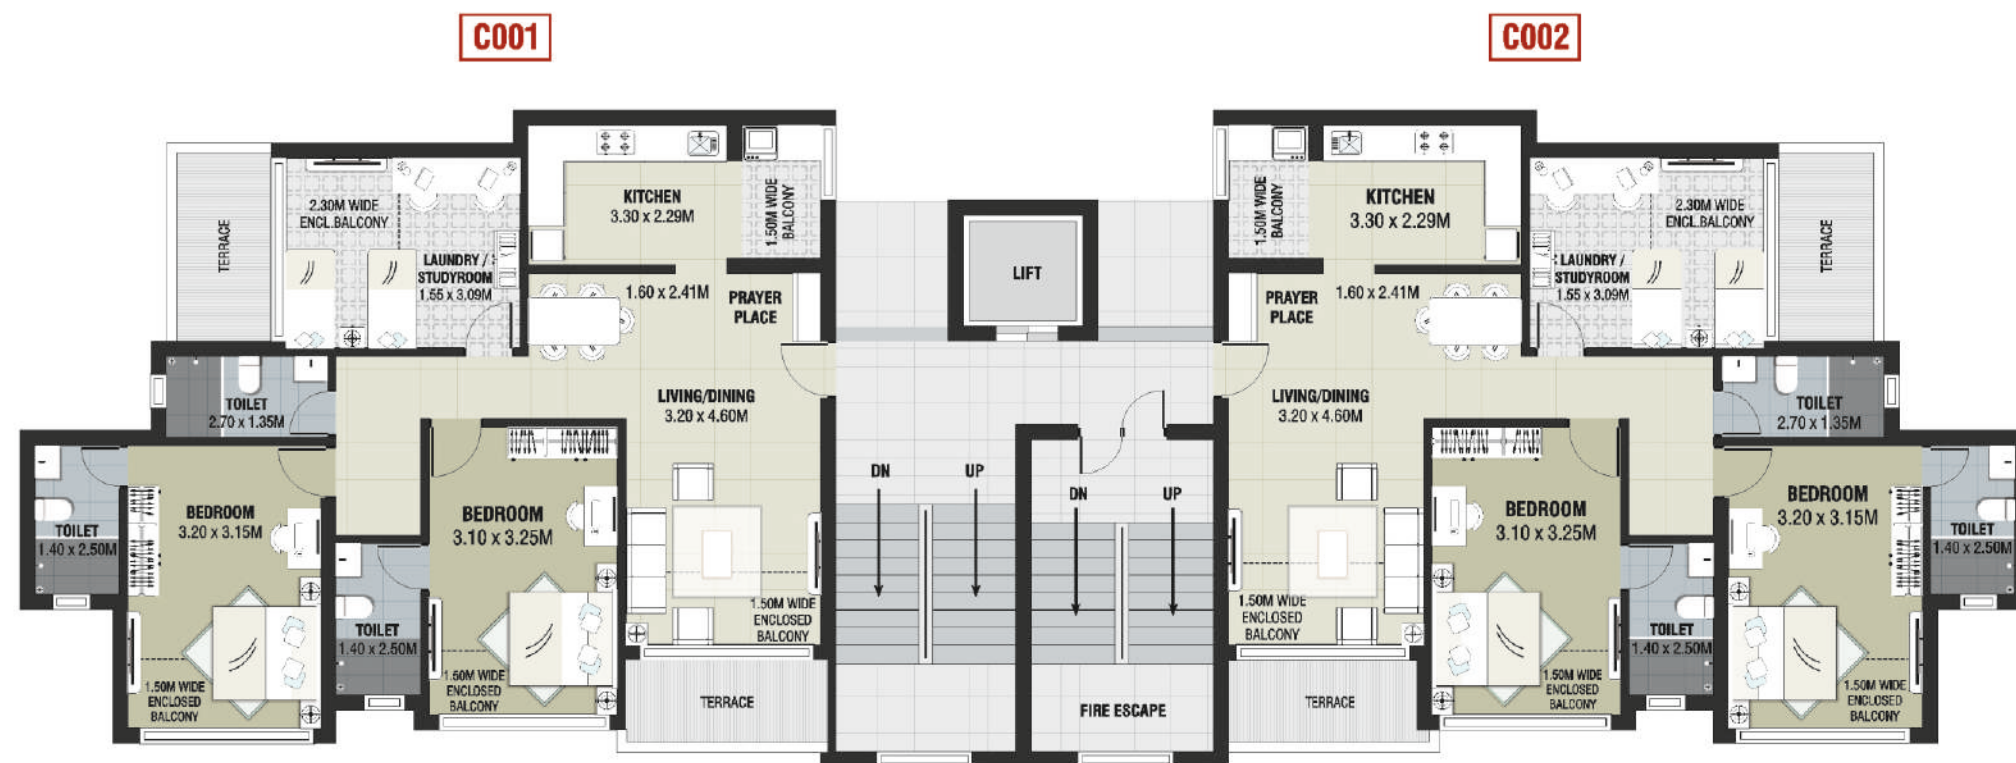 C001
C002
TERRACE
2.30M WIDE
ENCL.BALCONY
LAUNDRY /
STUDYROOM
1.55 x 3.09M
KITCHEN
3.30 x 2.29M
1.50M WIDE
BALCONY
1.60 x 2.41M
PRAYER
PLACE
TOILET
2.70 x 1.35M
LIVING/DINING
3.20 x 4.60M
TOILET
1.40 x 2.50M
BEDROOM
3.20 x 3.15M
1.50M WIDE
ENCLOSED
BALCONY
TOILET
1.40 x 2.50M
BEDROOM
3.10 x 3.25M
1.50M WIDE
ENCLOSED
BALCONY
1.50M WIDE
ENCLOSED
BALCONY
TERRACE
LIFT
DN
UP
DN
UP
FIRE ESCAPE
1.50M WIDE
BALCONY
KITCHEN
3.30 x 2.29M
2.30M WIDE
ENCL.BALCONY
LAUNDRY /
STUDYROOM
1.55 x 3.09M
TERRACE
PRAYER
PLACE
1.60 x 2.41M
LIVING/DINING
3.20 x 4.60M
TOILET
2.70 x 1.35M
1.50M WIDE
ENCLOSED
BALCONY
TERRACE
BEDROOM
3.10 x 3.25M
1.50M WIDE
ENCLOSED
BALCONY
TOILET
1.40 x 2.50M
BEDROOM
3.20 x 3.15M
1.50M WIDE
ENCLOSED
BALCONY
TOILET
1.40 x 2.50M